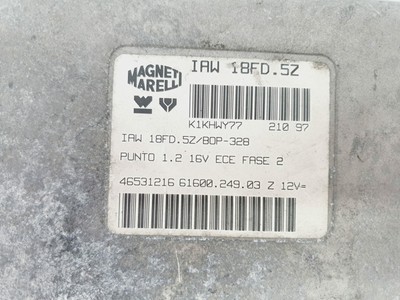 IAW 18FD.5Z
MAGNETI
MARELLI
K1KHWY77 210 97
IAW 18FD.5Z/BOP-328
PUNTO 1.2 16V ECE FASE 2
46531216 61600.249.03 Z 12V=